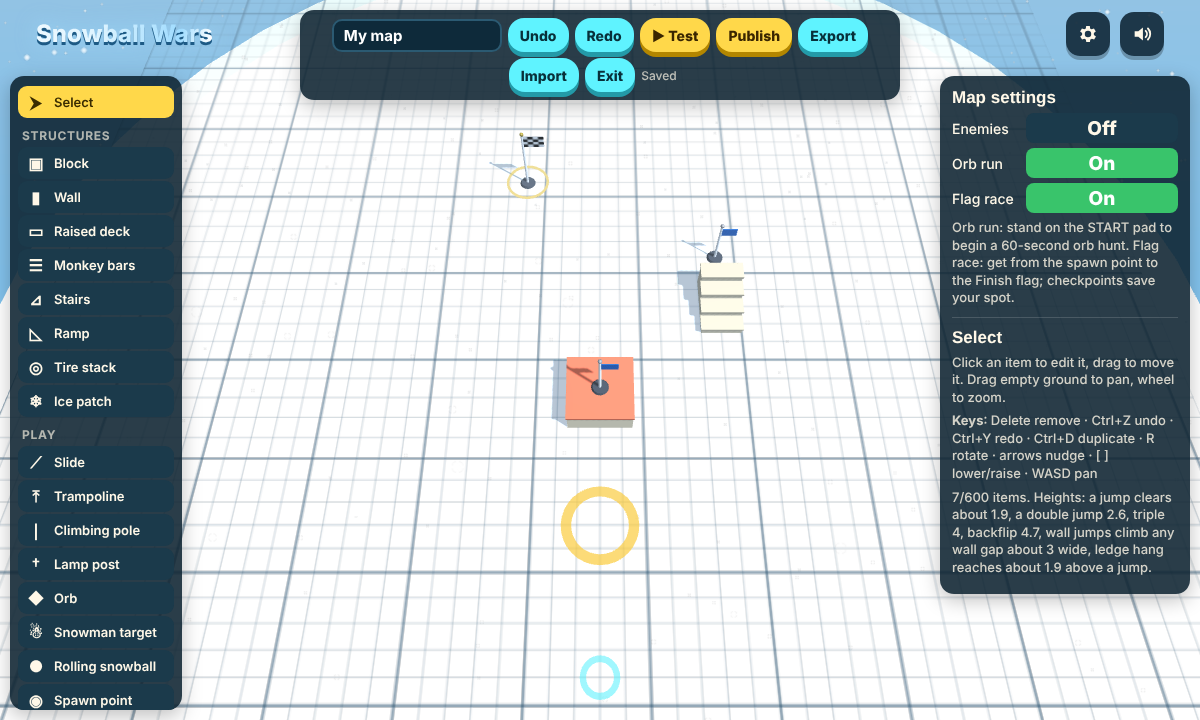 Snowball Wars
My map
Undo
Redo
▶ Test
Publish
Export
Import
Exit
Saved
Select
STRUCTURES
Block
Wall
Raised deck
Monkey bars
Stairs
Ramp
Tire stack
Ice patch
PLAY
Slide
Trampoline
Climbing pole
Lamp post
Orb
Snowman target
Rolling snowball
Spawn point
Map settings
Enemies Off
Orb run On
Flag race On
Orb run: stand on the START pad to
begin a 60-second orb hunt. Flag
race: get from the spawn point to
the Finish flag; checkpoints save
your spot.
Select
Click an item to edit it, drag to move
it. Drag empty ground to pan, wheel
to zoom.
Keys: Delete remove · Ctrl+Z undo ·
Ctrl+Y redo · Ctrl+D duplicate · R
rotate · arrows nudge · [ ]
lower/raise · WASD pan
7/600 items. Heights: a jump clears
about 1.9, a double jump 2.6, triple
4, backflip 4.7, wall jumps climb any
wall gap about 3 wide, ledge hang
reaches about 1.9 above a jump.